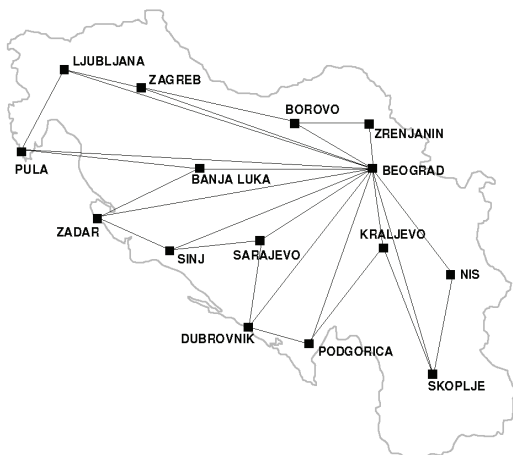 LJUBLJANA
ZAGREB
BOROVO
ZRENJANIN
PULA
BANJA LUKA
BEOGRAD
ZADAR
KRALJEVO
SINJ
SARAJEVO
NIS
DUBROVNIK
PODGORICA
SKOPLJE